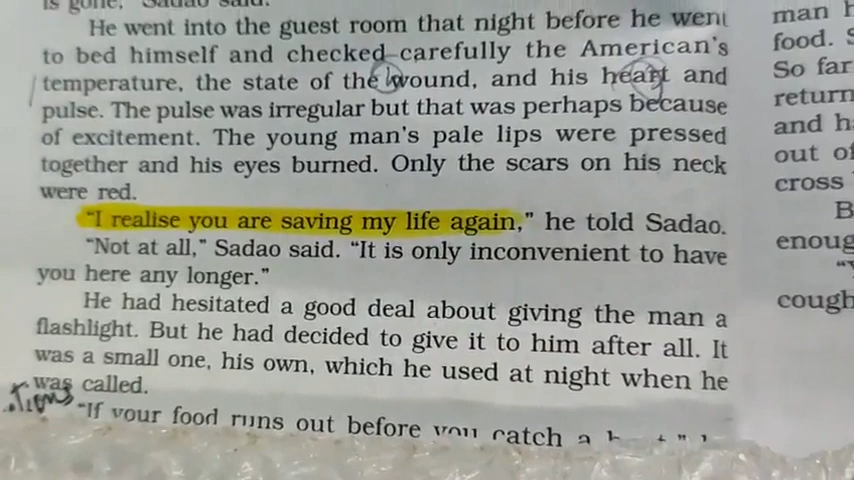 is gone," Sadao said.
He went into the guest room that night before he went
to bed himself and checked carefully the American's
temperature, the state of the wound, and his heart and
pulse. The pulse was irregular but that was perhaps because
of excitement. The young man's pale lips were pressed
together and his eyes burned. Only the scars on his neck
were red.
"I realise you are saving my life again," he told Sadao.
"Not at all," Sadao said. "It is only inconvenient to have
you here any longer."
He had hesitated a good deal about giving the man a
flashlight. But he had decided to give it to him after all. It
was a small one, his own, which he used at night when he
was called.
"If your food runs out before you catch a
man
food.
So far
return
and
out of
cross
B
enoug
cough